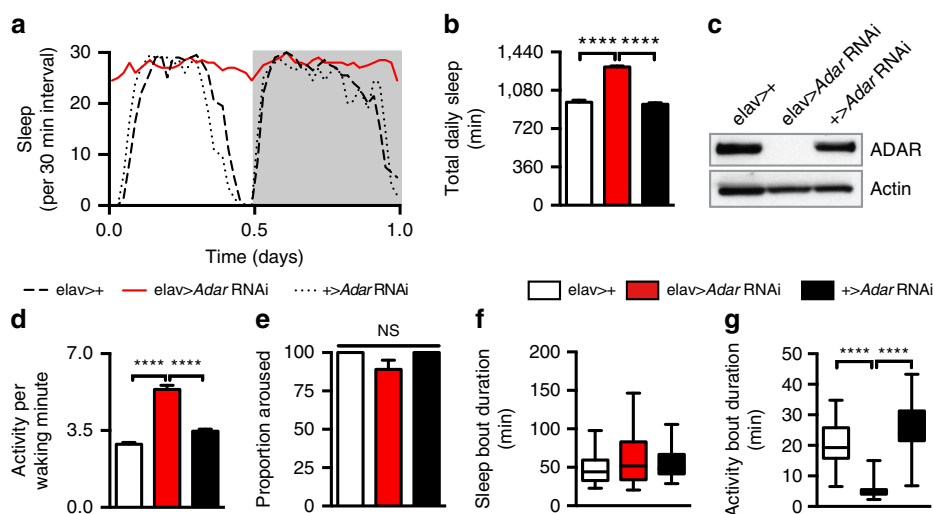 a
Sleep
(per 30 min interval)
30
20
10
0
0.0
0.5
1.0
Time (days)
b
Total daily sleep
(min)
1,440
1,080
720
360
0
**** ****
c
elav>+
elav>Adar RNAi
+>Adar RNAi
ADAR
Actin
elav>+
elav>Adar RNAi
+>Adar RNAi
elav>+
elav>Adar RNAi
+>Adar RNAi
d
Activity per
waking minute
7.0
3.5
0.0
**** ****
e
Proportion aroused
100
75
50
25
0
NS
f
Sleep bout duration
(min)
200
150
100
50
0
g
Activity bout duration
(min)
50
40
30
20
10
0
**** ****